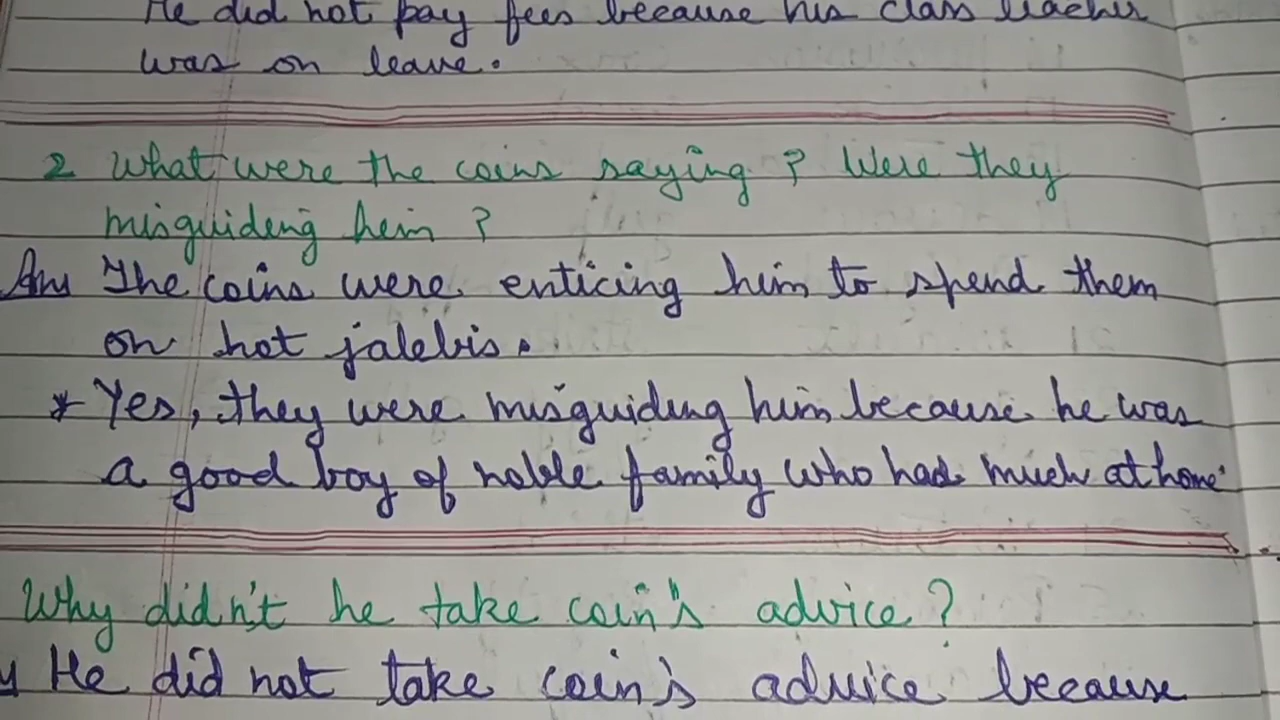 He did not pay fees because his class teacher
was on leave.
2 What were the coins saying ? Were they
misguiding him ?
Ans The coins were enticing him to spend them
on hot jalebis.
* Yes, they were misguiding him because he was
a good boy of noble family who had much at home
Why didn't he take coin's advice ?
He did not take coin's advice because